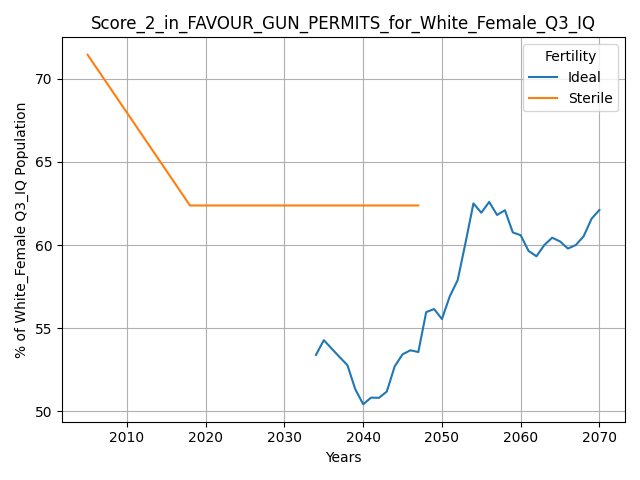 Score_2_in_FAVOUR_GUN_PERMITS_for_White_Female_Q3_IQ
Fertility
Ideal
Sterile
% of White_Female Q3_IQ Population
70
65
60
55
50
2010 2020 2030 2040 2050 2060 2070
Years